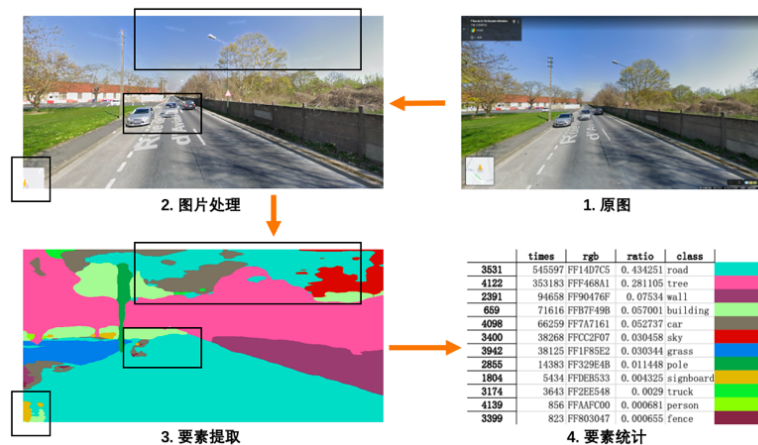 2. 图片处理
1. 原图
3. 要素提取
times rgb ratio class
3531 545597 FF14D7C5 0.434251 road
4122 353183 FFF468A1 0.281105 tree
2391 94658 FF90476F 0.07534 wall
659 71616 FFB7F49B 0.057001 building
4098 66259 FF7A7161 0.052737 car
3400 38268 FFCC2F07 0.030458 sky
3942 38125 FF1F85E2 0.030344 grass
2855 14383 FF329E4B 0.011448 pole
1804 5434 FFDEB533 0.004325 signboard
3174 3643 FF2EE548 0.0029 truck
4139 856 FFAAFC00 0.000681 person
3399 823 FF803047 0.000655 fence
4. 要素统计